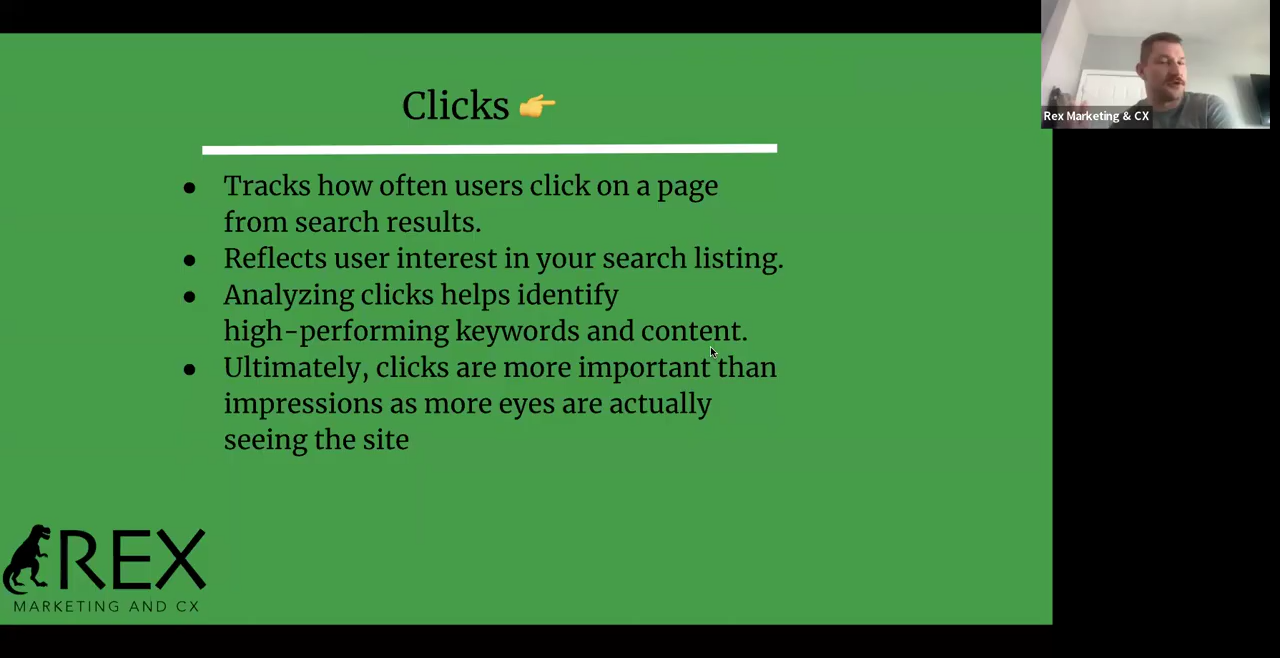 Clicks 👉
● Tracks how often users click on a page
from search results.
● Reflects user interest in your search listing.
● Analyzing clicks helps identify
high-performing keywords and content.
● Ultimately, clicks are more important than
impressions as more eyes are actually
seeing the site
REX
MARKETING AND CX
Rex Marketing & CX